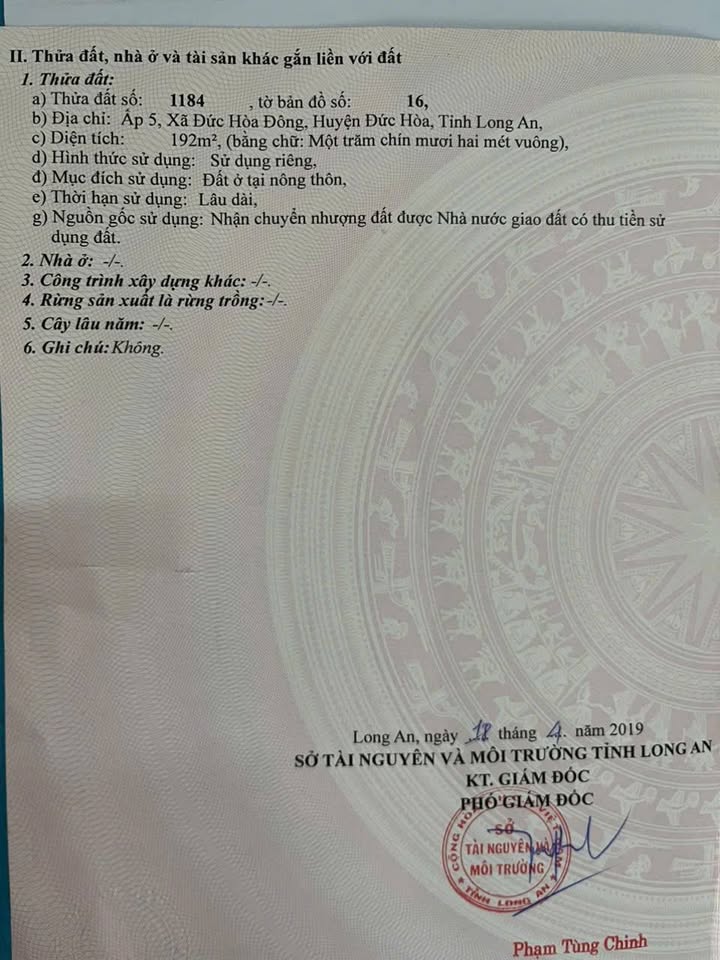 II. Thửa đất, nhà ở và tài sản khác gắn liền với đất
1. Thửa đất:
a) Thửa đất số: 1184 , tờ bản đồ số: 16,
b) Địa chỉ: Ấp 5, Xã Đức Hòa Đông, Huyện Đức Hòa, Tỉnh Long An,
c) Diện tích: 192m², (bằng chữ: Một trăm chín mươi hai mét vuông),
d) Hình thức sử dụng: Sử dụng riêng,
đ) Mục đích sử dụng: Đất ở tại nông thôn,
e) Thời hạn sử dụng: Lâu dài,
g) Nguồn gốc sử dụng: Nhận chuyển nhượng đất được Nhà nước giao đất có thu tiền sử
dụng đất.
2. Nhà ở: -/-.
3. Công trình xây dựng khác: -/-.
4. Rừng sản xuất là rừng trồng: -/-.
5. Cây lâu năm: -/-.
6. Ghi chú: Không.
Long An, ngày 18 tháng 4. năm 2019
SỞ TÀI NGUYÊN VÀ MÔI TRƯỜNG TỈNH LONG AN
KT. GIÁM ĐỐC
PHÓ GIÁM ĐỐC
CỘNG HÒA VIỆT NAM
SỞ
TÀI NGUYÊN VÀ
MÔI TRƯỜNG
TỈNH LONG AN
Phạm Tùng Chinh